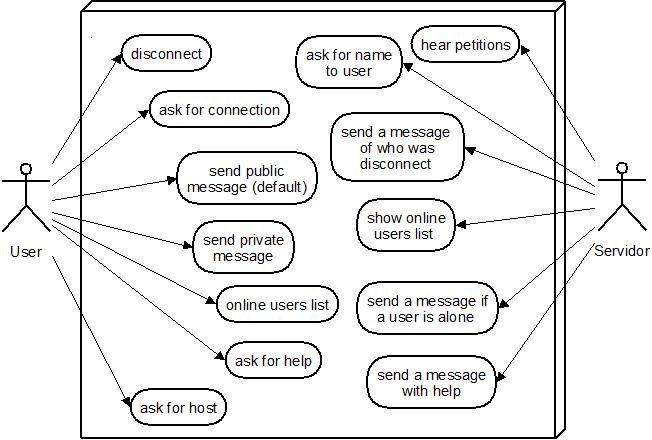 disconnect
ask for connection
send public
message (default)
send private
message
online users list
ask for help
ask for host
User
ask for name
to user
hear petitions
send a message
of who was
disconnect
show online
users list
send a message if
a user is alone
send a message
with help
Servidor